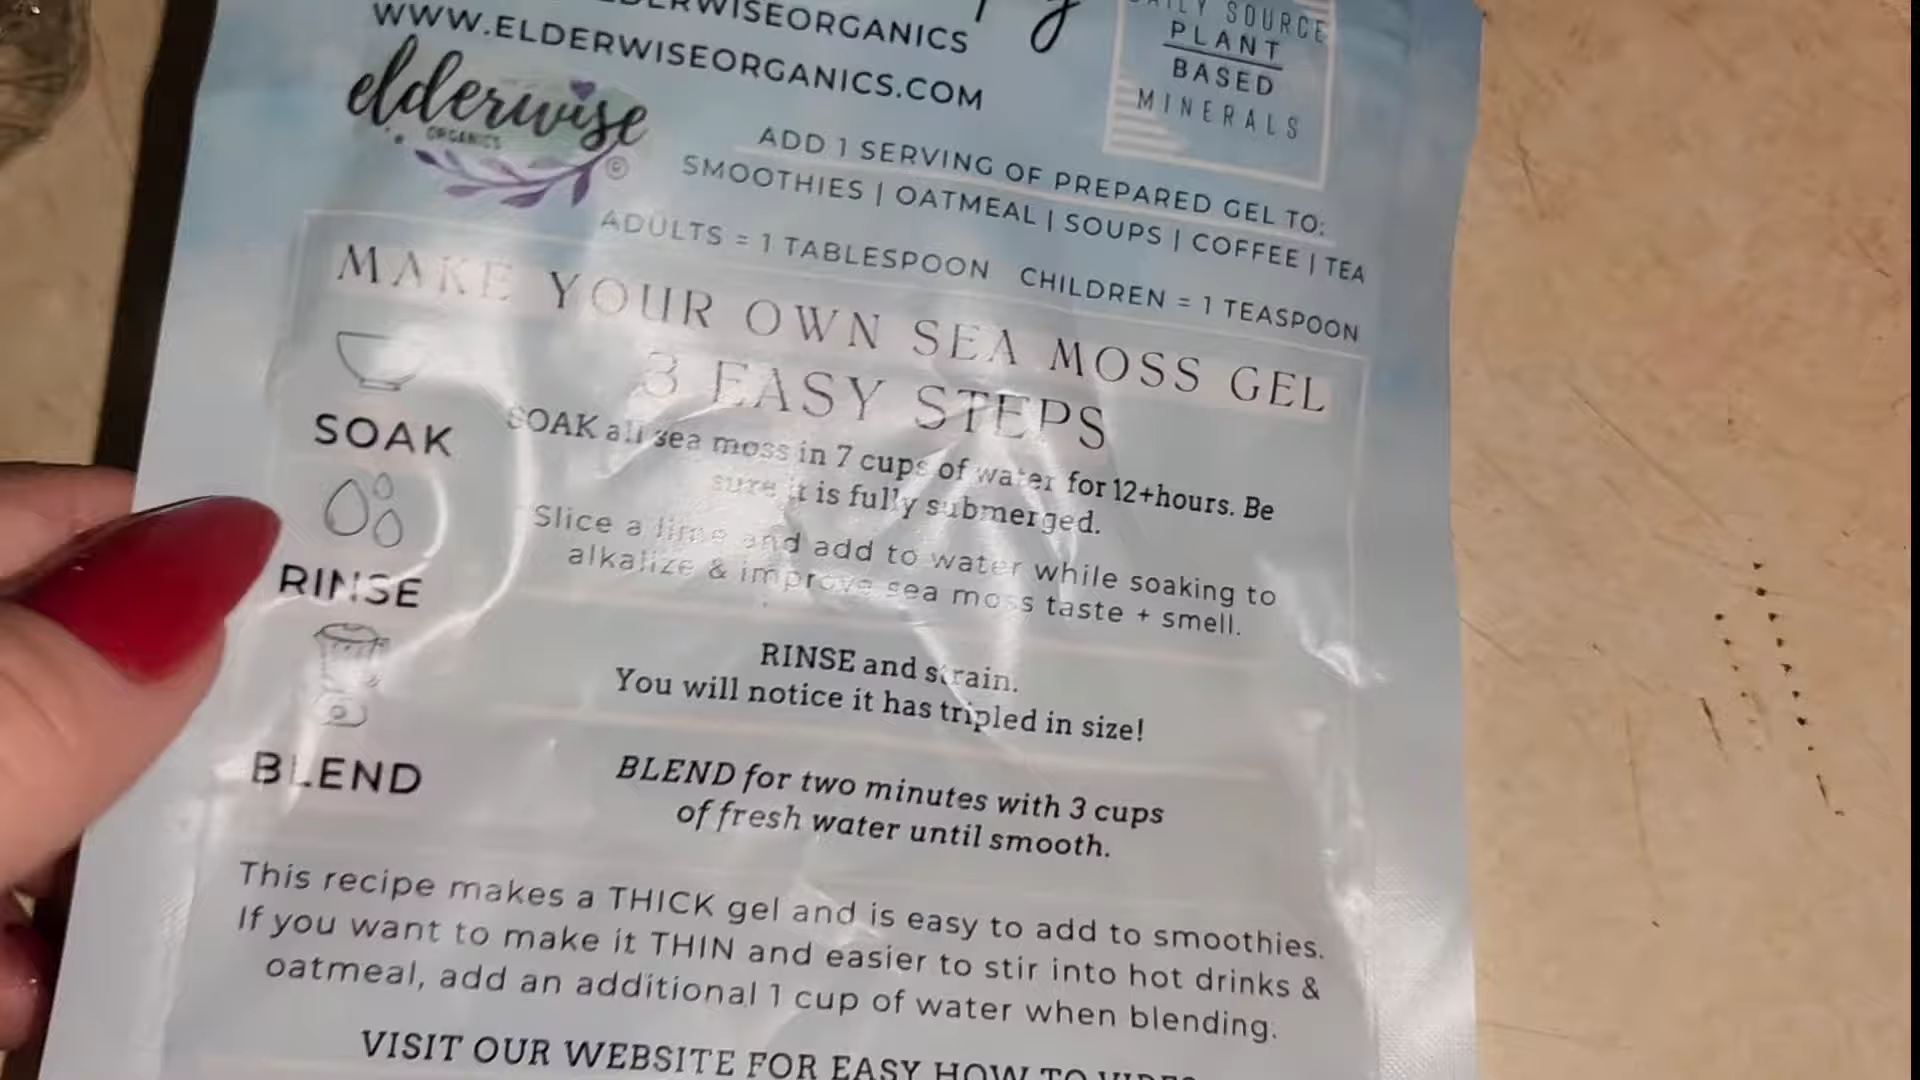 ELDERWISEORGANICS
WWW.ELDERWISEORGANICS.COM
elderwise
ORGANICS
©
DAILY SOURCE
PLANT
BASED
MINERALS
ADD 1 SERVING OF PREPARED GEL TO:
SMOOTHIES | OATMEAL | SOUPS | COFFEE | TEA
ADULTS = 1 TABLESPOON CHILDREN = 1 TEASPOON
MAKE YOUR OWN SEA MOSS GEL
3 EASY STEPS
SOAK
SOAK all sea moss in 7 cups of water for 12+hours. Be
sure it is fully submerged.
Slice a lime and add to water while soaking to
alkalize & improve sea moss taste + smell.
RINSE
RINSE and strain.
You will notice it has tripled in size!
BLEND
BLEND for two minutes with 3 cups
of fresh water until smooth.
This recipe makes a THICK gel and is easy to add to smoothies.
If you want to make it THIN and easier to stir into hot drinks &
oatmeal, add an additional 1 cup of water when blending.
VISIT OUR WEBSITE FOR EASY HOW TO